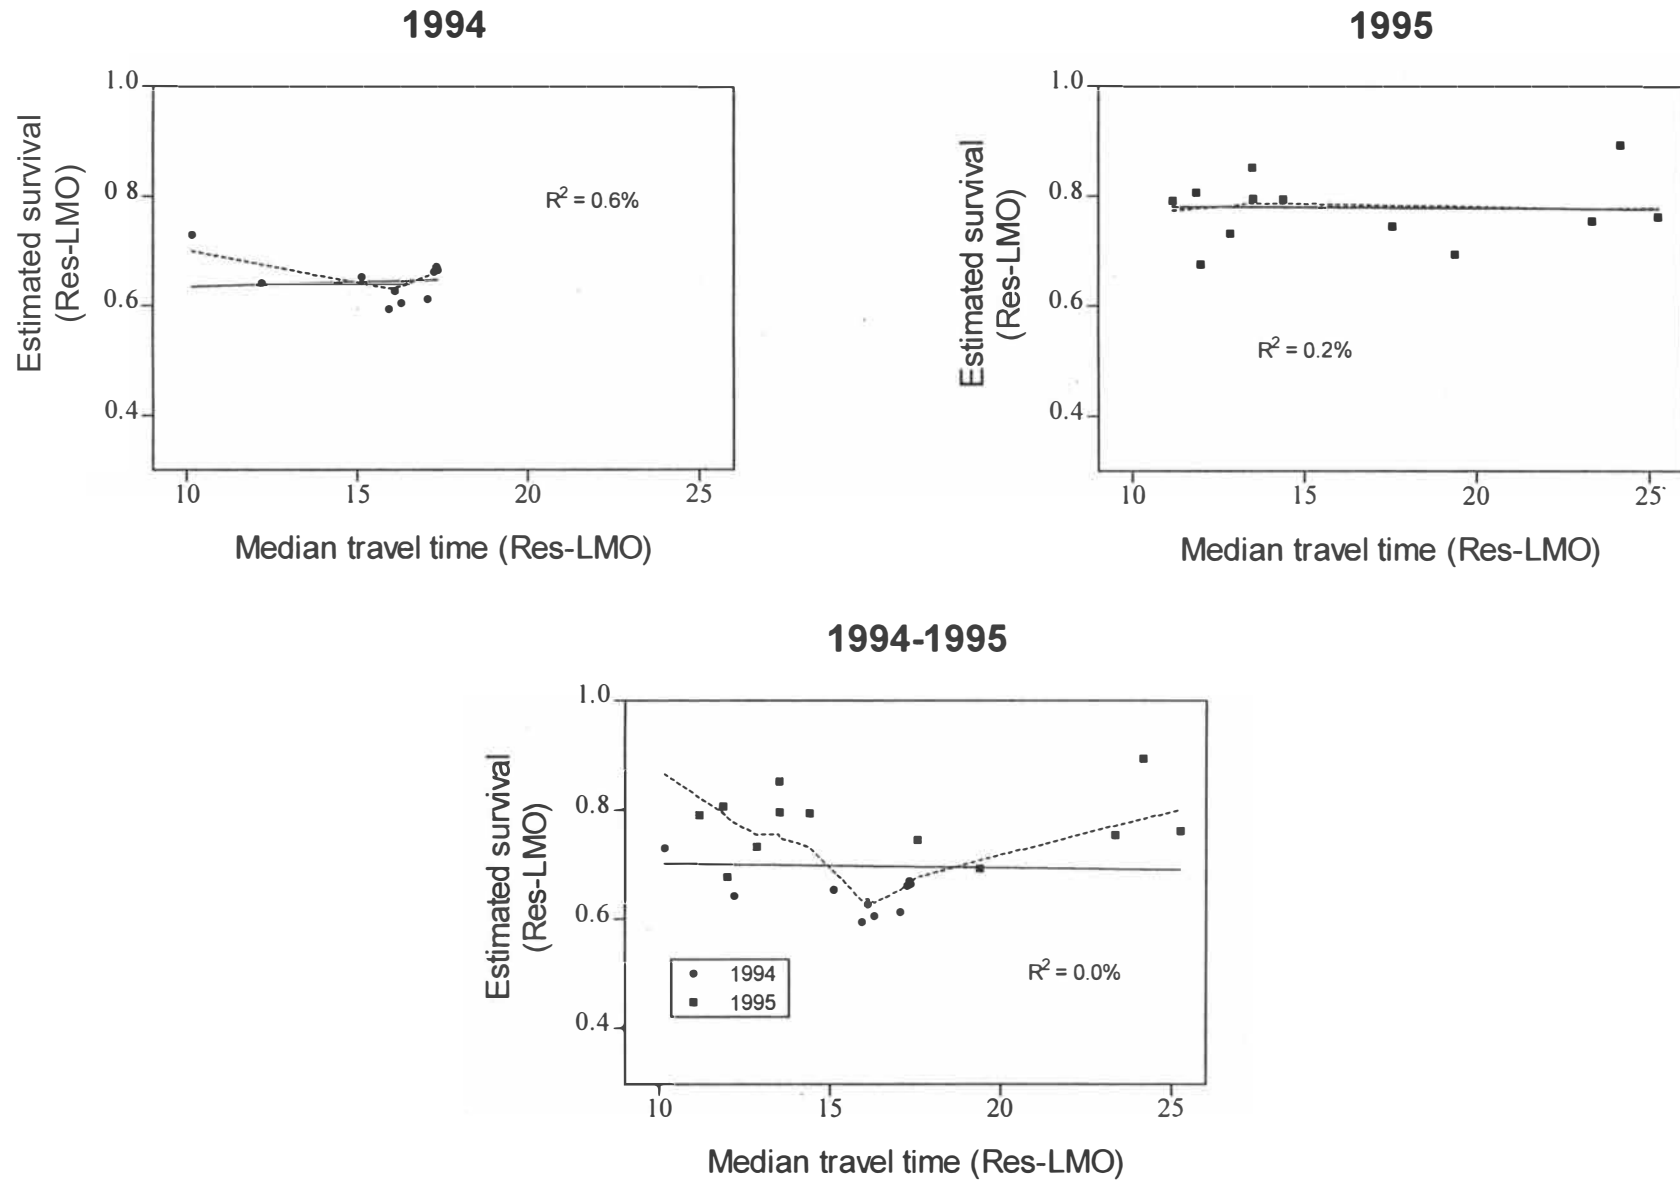 1994
1.0
0.8
0.6
0.4
Estimated survival
(Res-LMO)
R² = 0.6%
10 15 20 25
Median travel time (Res-LMO)
1995
1.0
0.8
0.6
0.4
Estimated survival
(Res-LMO)
R² = 0.2%
10 15 20 25
Median travel time (Res-LMO)
1994-1995
1.0
0.8
0.6
0.4
Estimated survival
(Res-LMO)
1994
1995
R² = 0.0%
10 15 20 25
Median travel time (Res-LMO)